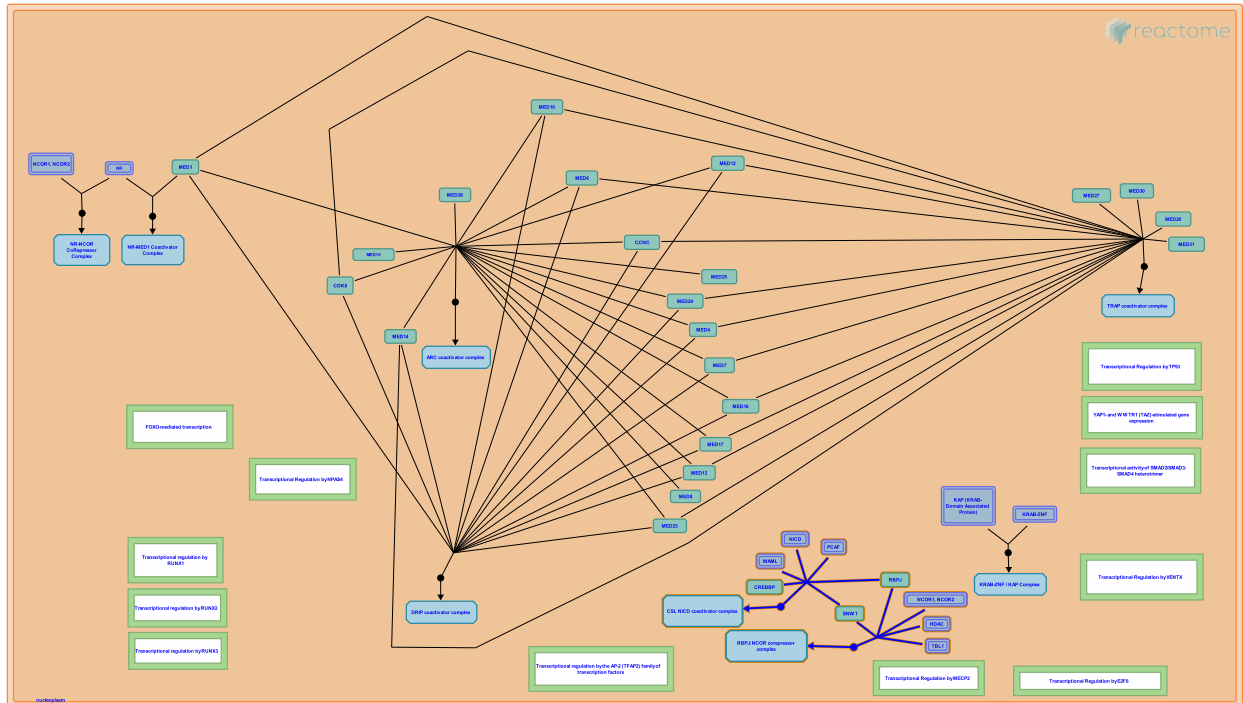 reactome
MED10
MED12
NCOR1, NCOR2
NR
MED1
MED6
MED26
MED27
MED30
MED20
MED31
CCNC
MED15
MED25
CDK8
MED24
NR-NCOR
CoRepressor
Complex
NR-MED1 Coactivator
Complex
TRAP coactivator complex
MED14
MED4
ARC coactivator complex
MED7
Transcriptional Regulation by TP53
MED16
YAP1- and WWTR1 (TAZ)-stimulated gene
expression
FOXO-mediated transcription
MED17
MED13
Transcriptional activity of SMAD2/SMAD3:
SMAD4 heterotrimer
Transcriptional Regulation by NPAS4
MED8
KAP (KRAB-
Domain Associated
Protein)
KRAB-ZNF
MED23
NICD
PCAF
MAML
CREBBP
RBPJ
Transcriptional regulation by
RUNX1
KRAB-ZNF / KAP Complex
Transcriptional Regulation by VENTX
NCOR1, NCOR2
Transcriptional regulation by RUNX2
DRIP coactivator complex
CSL NICD coactivator complex
SNW1
HDAC
TBL1
RBPJ:NCOR corepressor
complex
Transcriptional regulation by RUNX3
Transcriptional regulation by the AP-2 (TFAP2) family of
transcription factors
Transcriptional Regulation by MECP2
Transcriptional Regulation by E2F6
nucleoplasm